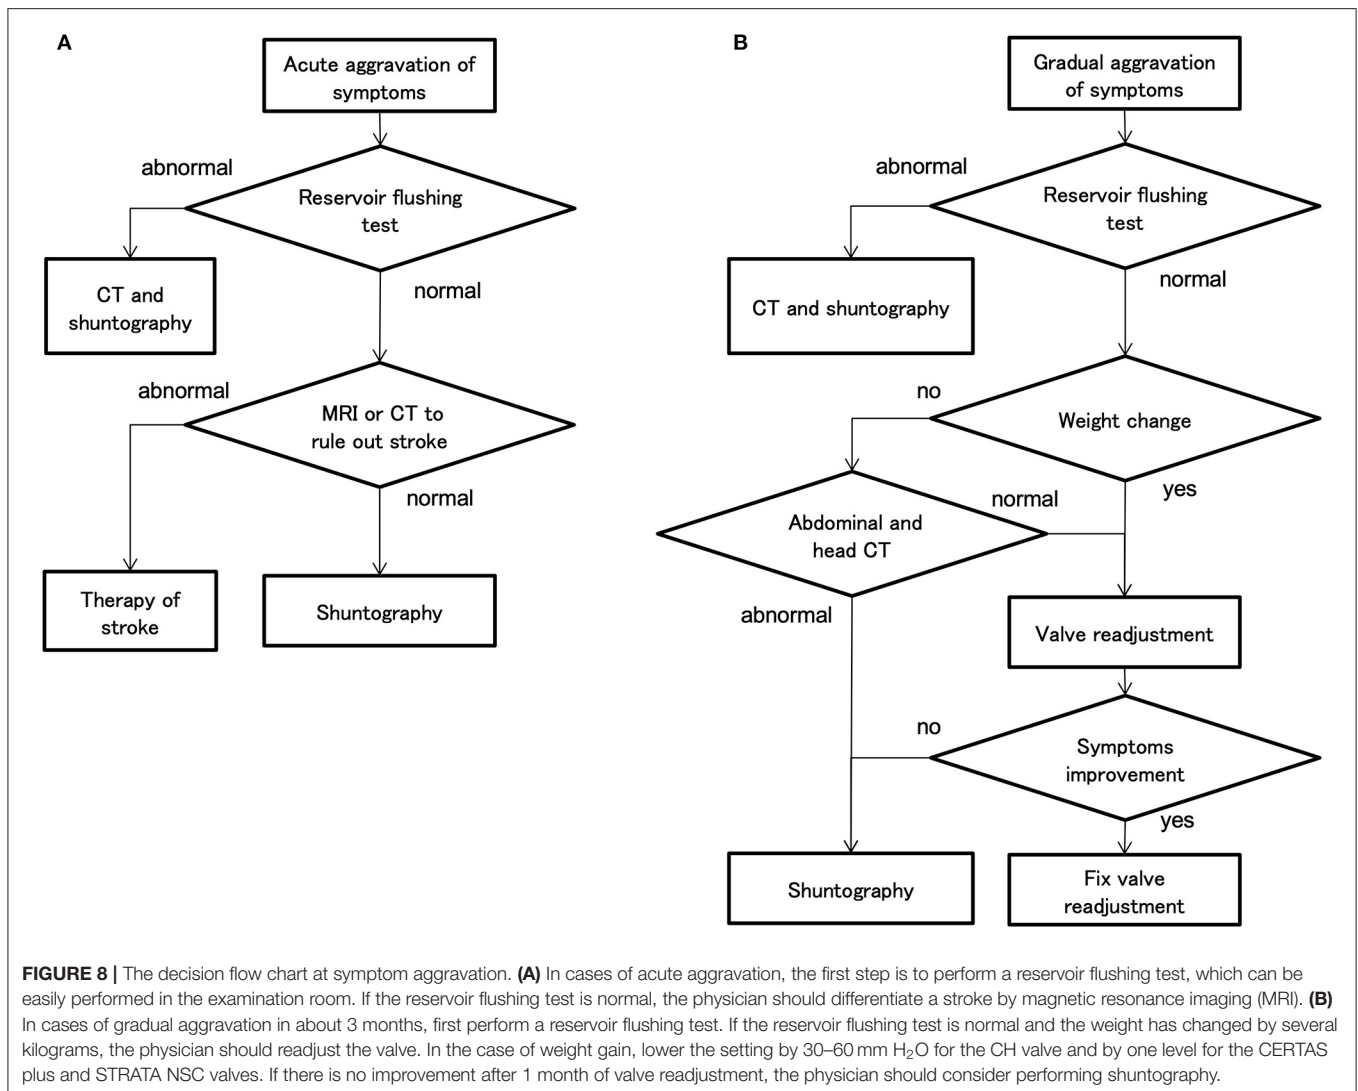 A
Acute aggravation of
symptoms
abnormal
Reservoir flushing
test
CT and
shuntography
normal
abnormal
MRI or CT to
rule out stroke
normal
Therapy of
stroke
Shuntography
B
Gradual aggravation
of symptoms
abnormal
Reservoir flushing
test
normal
CT and shuntography
no
Weight change
yes
normal
Abdominal and
head CT
abnormal
Valve readjustment
no
Symptoms
improvement
yes
Shuntography
Fix valve
readjustment
FIGURE 8 | The decision flow chart at symptom aggravation. (A) In cases of acute aggravation, the first step is to perform a reservoir flushing test, which can be
easily performed in the examination room. If the reservoir flushing test is normal, the physician should differentiate a stroke by magnetic resonance imaging (MRI). (B)
In cases of gradual aggravation in about 3 months, first perform a reservoir flushing test. If the reservoir flushing test is normal and the weight has changed by several
kilograms, the physician should readjust the valve. In the case of weight gain, lower the setting by 30–60 mm H₂O for the CH valve and by one level for the CERTAS
plus and STRATA NSC valves. If there is no improvement after 1 month of valve readjustment, the physician should consider performing shuntography.